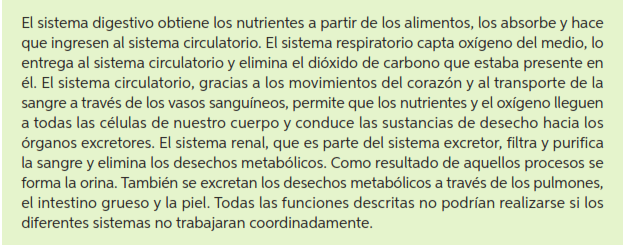 El sistema digestivo obtiene los nutrientes a partir de los alimentos, los absorbe y hace
que ingresen al sistema circulatorio. El sistema respiratorio capta oxígeno del medio, lo
entrega al sistema circulatorio y elimina el dióxido de carbono que estaba presente en
él. El sistema circulatorio, gracias a los movimientos del corazón y al transporte de la
sangre a través de los vasos sanguíneos, permite que los nutrientes y el oxígeno lleguen
a todas las células de nuestro cuerpo y conduce las sustancias de desecho hacia los
órganos excretores. El sistema renal, que es parte del sistema excretor, filtra y purifica
la sangre y elimina los desechos metabólicos. Como resultado de aquellos procesos se
forma la orina. También se excretan los desechos metabólicos a través de los pulmones,
el intestino grueso y la piel. Todas las funciones descritas no podrían realizarse si los
diferentes sistemas no trabajaran coordinadamente.